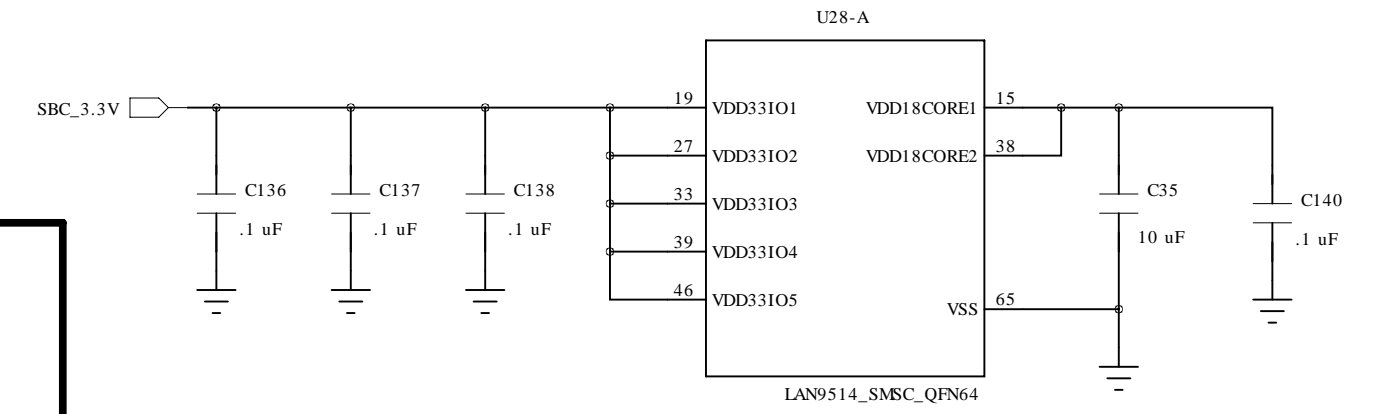 U28-A
SBC_3.3V
19 VDD33IO1
VDD18CORE1 15
27 VDD33IO2
VDD18CORE2 38
C136
.1 uF
C137
.1 uF
C138
.1 uF
33 VDD33IO3
39 VDD33IO4
46 VDD33IO5
VSS 65
C35
10 uF
C140
.1 uF
LAN9514_SMSC_QFN64